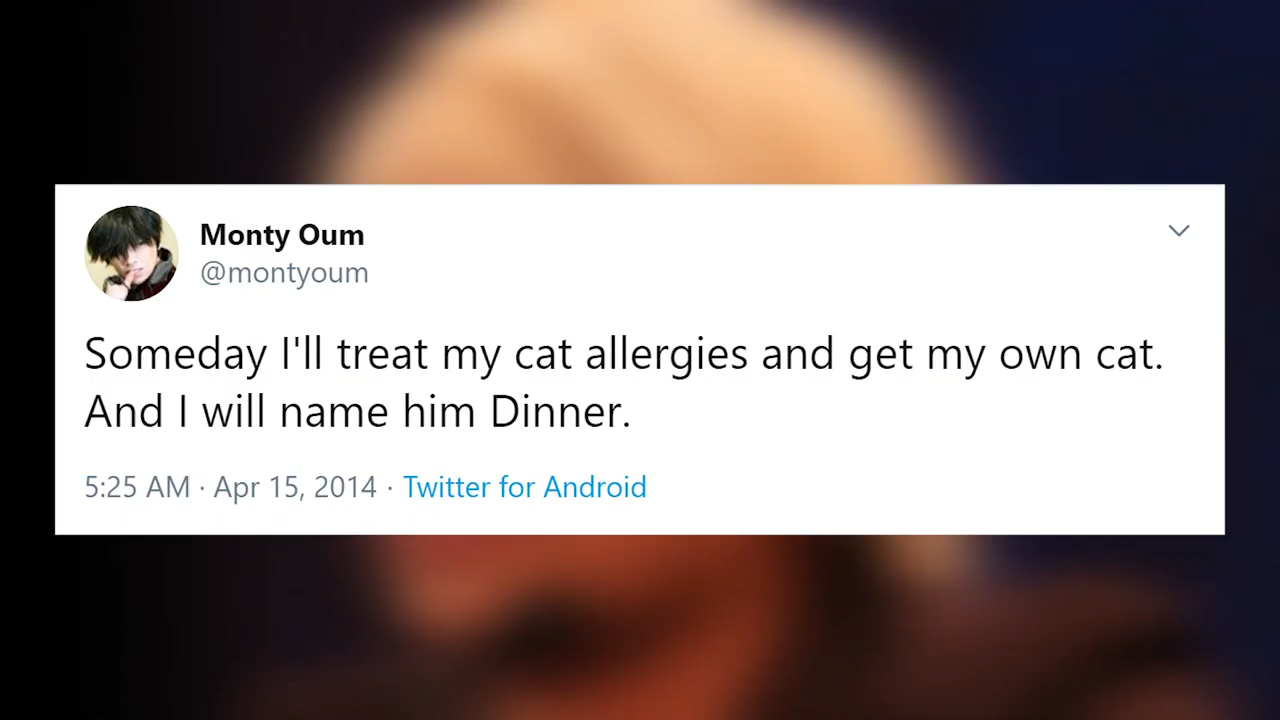 Monty Oum
@montyoum
Someday I'll treat my cat allergies and get my own cat.
And I will name him Dinner.
5:25 AM · Apr 15, 2014 · Twitter for Android